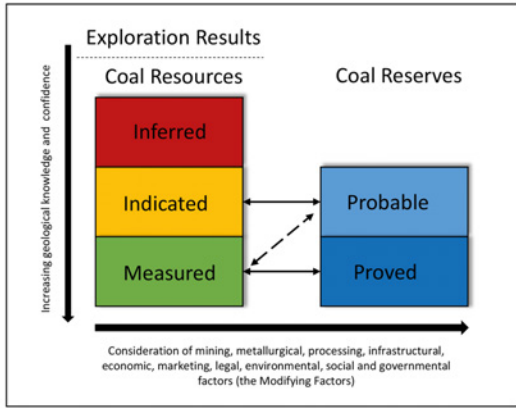 Exploration Results
Coal Resources
Coal Reserves
Increasing geological knowledge and confidence
Inferred
Indicated
Probable
Measured
Proved
Consideration of mining, metallurgical, processing, infrastructural,
economic, marketing, legal, environmental, social and governmental
factors (the Modifying Factors)